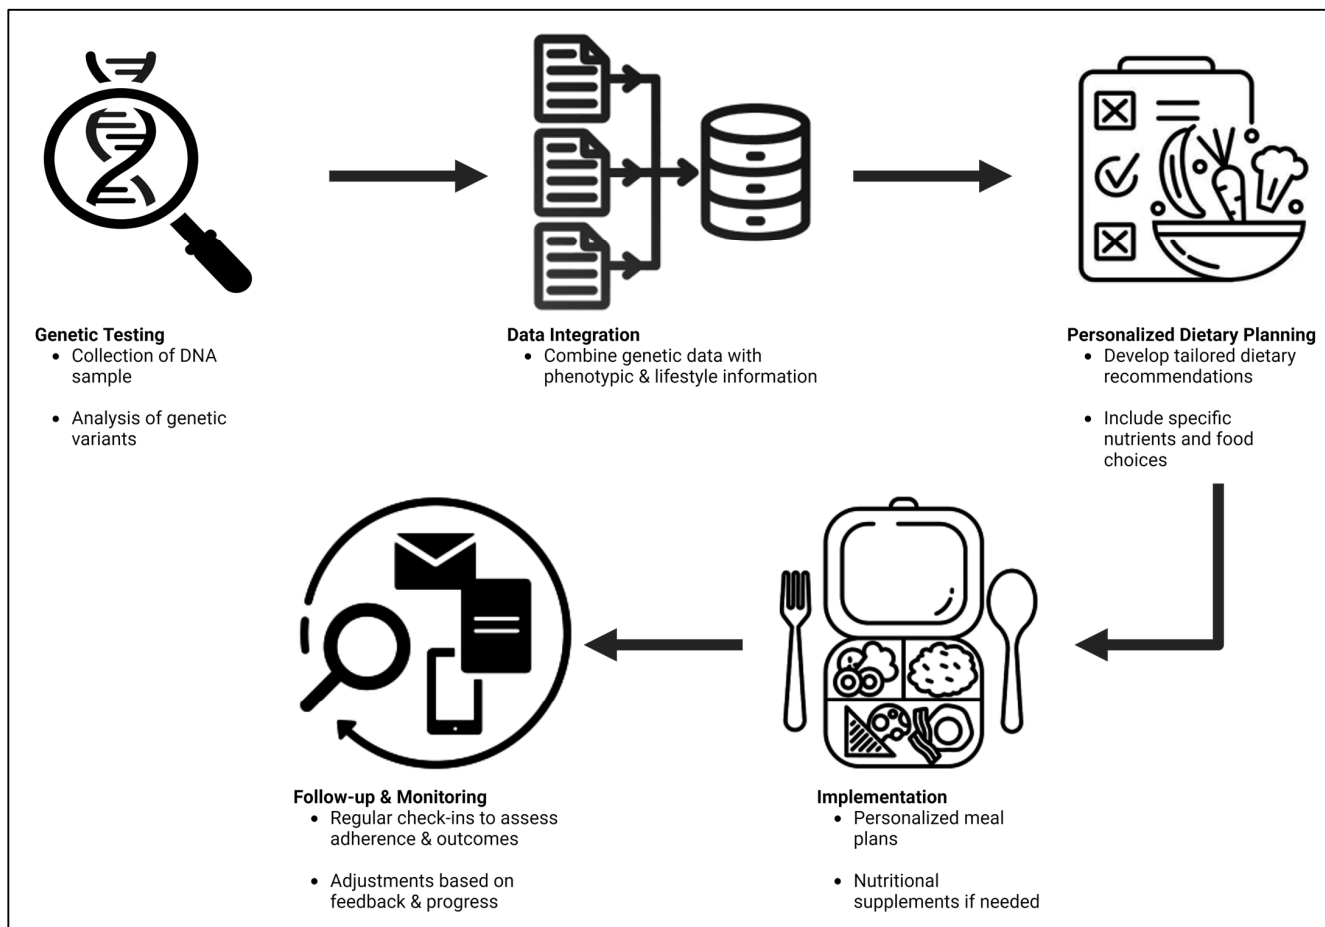 Genetic Testing
• Collection of DNA
sample
• Analysis of genetic
variants
Data Integration
• Combine genetic data with
phenotypic & lifestyle information
Personalized Dietary Planning
• Develop tailored dietary
recommendations
• Include specific
nutrients and food
choices
Follow-up & Monitoring
• Regular check-ins to assess
adherence & outcomes
• Adjustments based on
feedback & progress
Implementation
• Personalized meal
plans
• Nutritional
supplements if needed